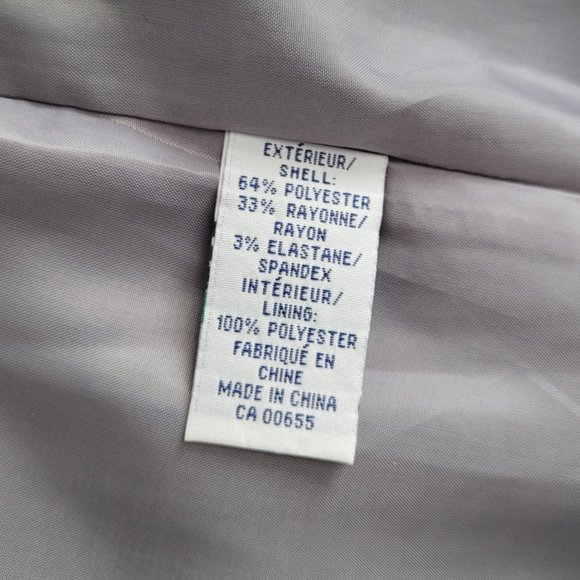 EXTÉRIEUR/
SHELL:
64% POLYESTER
33% RAYONNE/
RAYON
3% ELASTANE/
SPANDEX
INTÉRIEUR/
LINING:
100% POLYESTER
FABRIQUÉ EN
CHINE
MADE IN CHINA
CA 00655